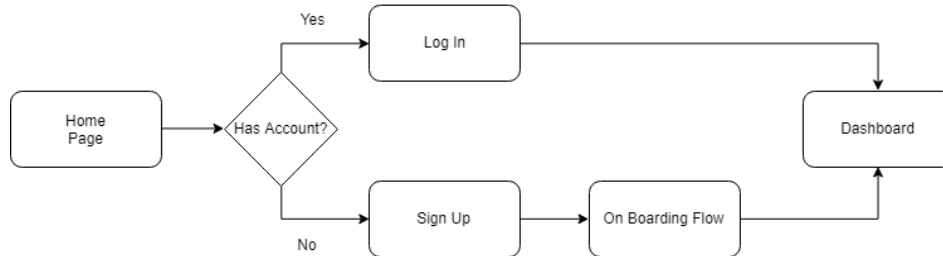 Yes
Log In
Home
Page
Has Account?
Dashboard
Sign Up
On Boarding Flow
No